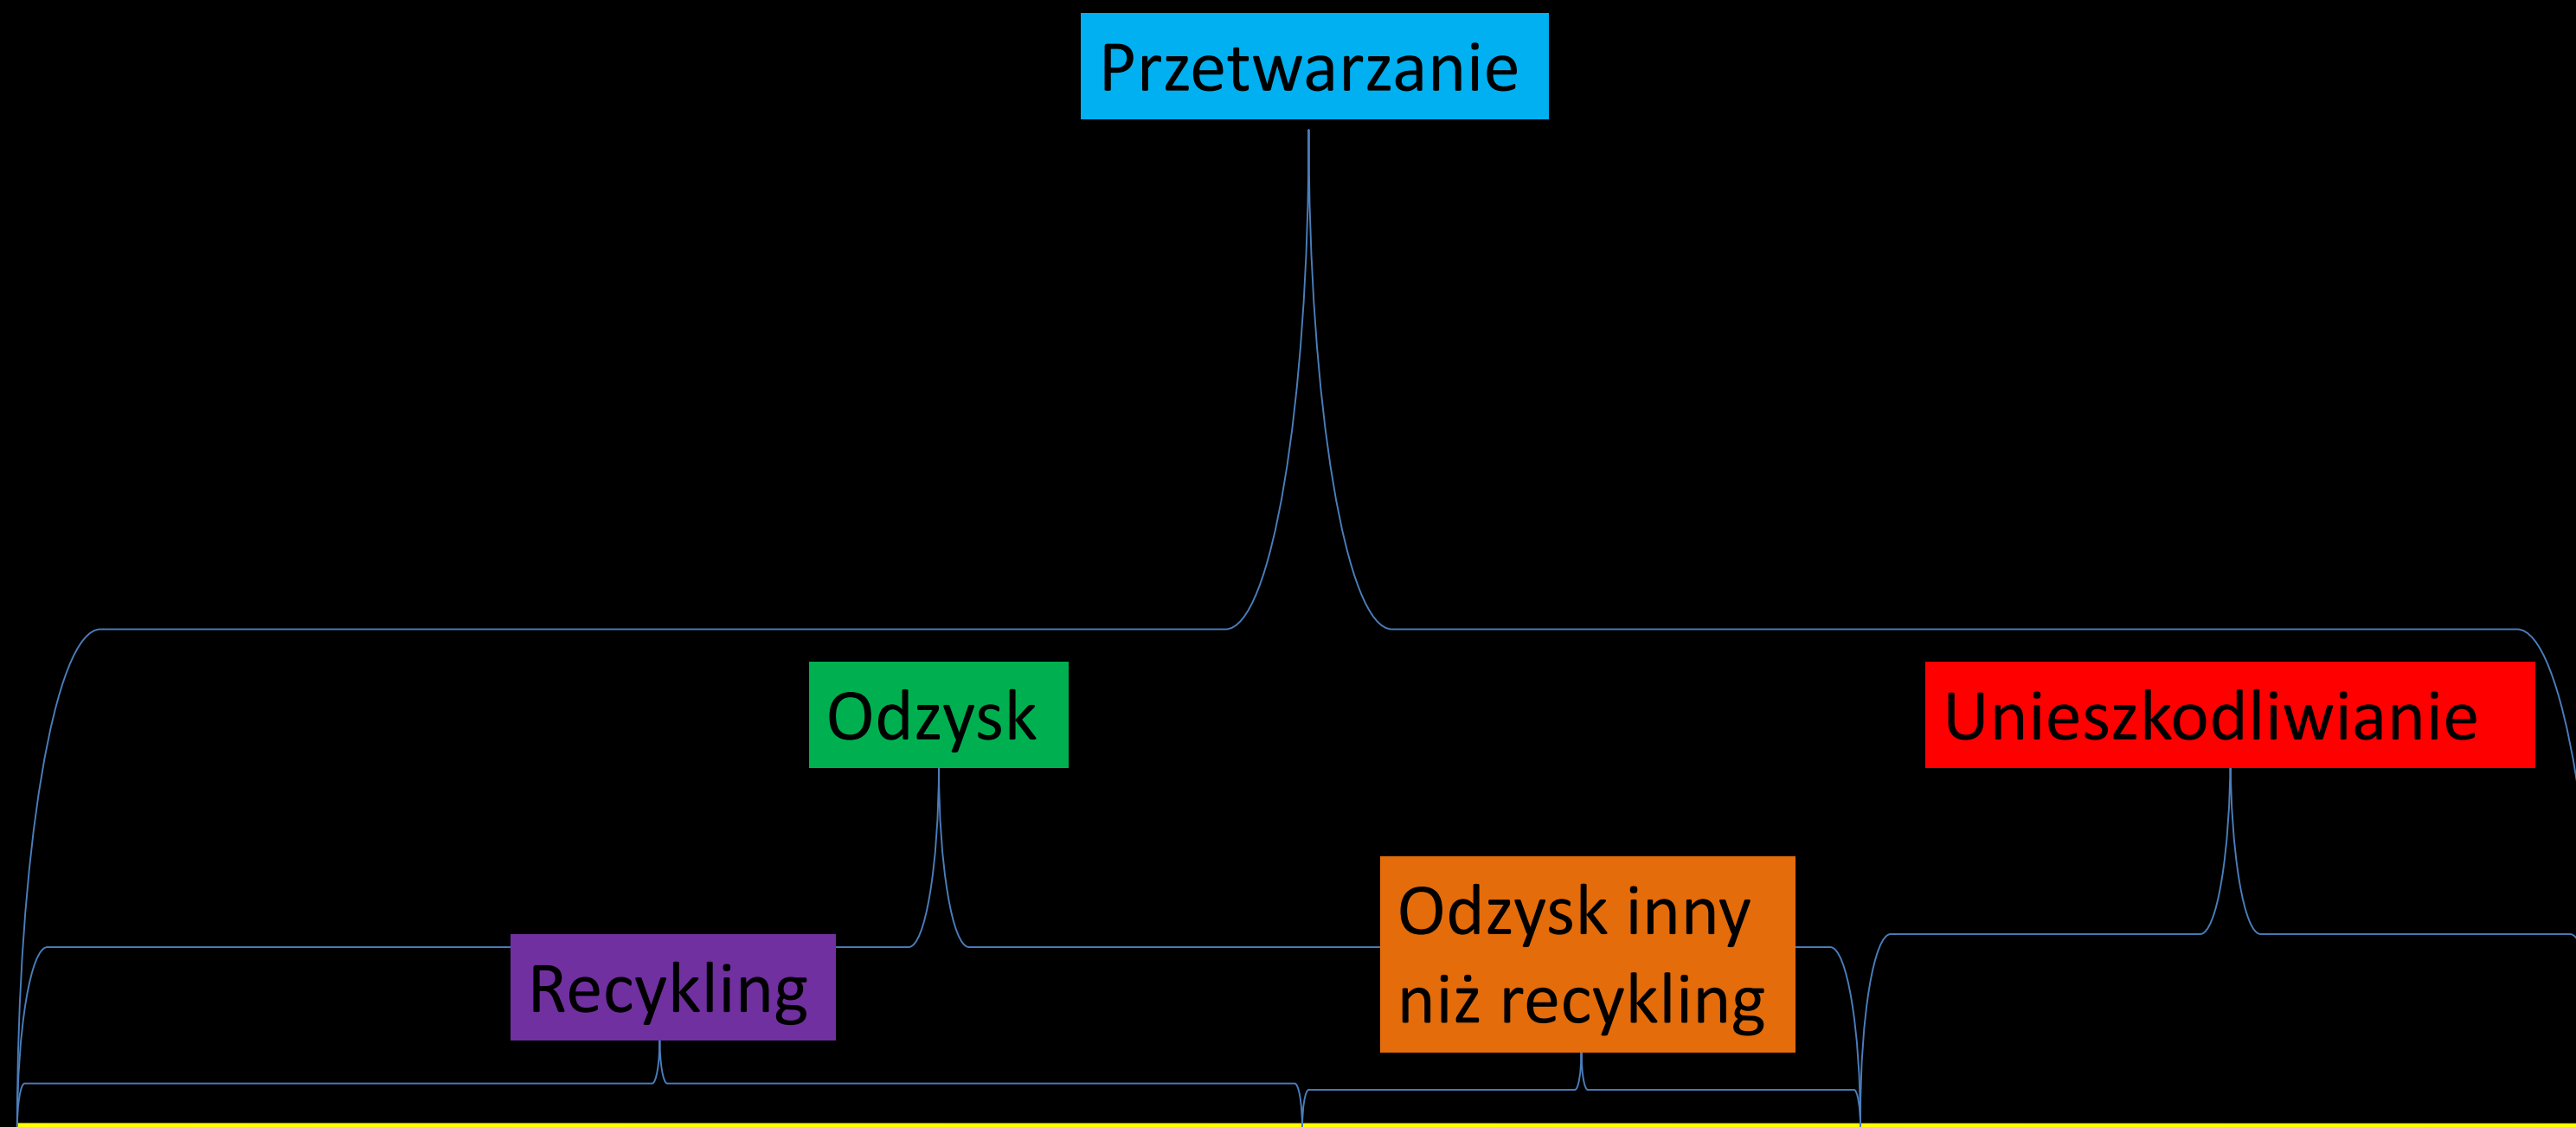 Przetwarzanie
Odzysk
Unieszkodliwianie
Recykling
Odzysk inny
niż recykling